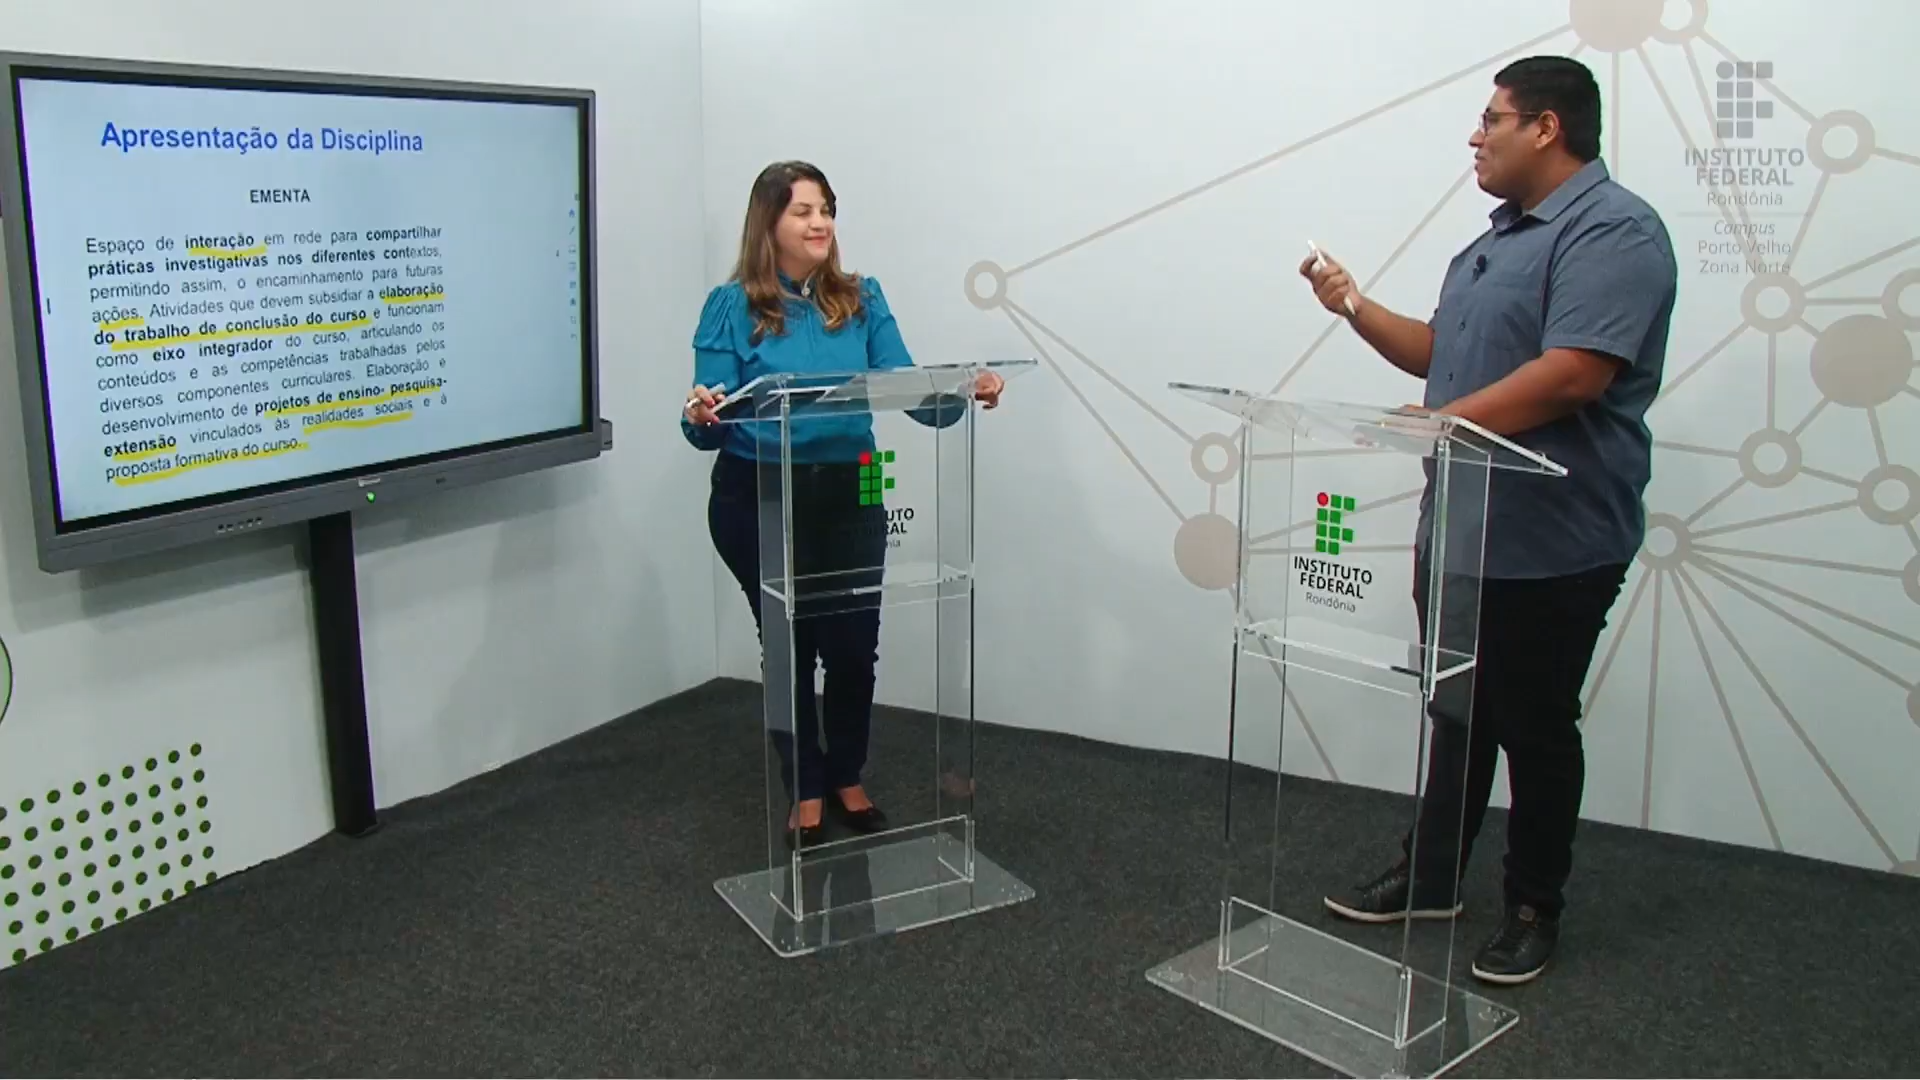 Apresentação da Disciplina
EMENTA
Espaço de interação em rede para compartilhar
práticas investigativas nos diferentes contextos,
permitindo assim, o encaminhamento para futuras
ações. Atividades que devem subsidiar a elaboração
do trabalho de conclusão do curso e funcionam
como eixo integrador do curso, articulando os
conteúdos e as competências trabalhadas pelos
diversos componentes curriculares. Elaboração e
desenvolvimento de projetos de ensino- pesquisa-
extensão vinculados às realidades sociais e à
proposta formativa do curso.
INSTITUTO
FEDERAL
Rondônia
INSTITUTO
FEDERAL
Rondônia
Campus
Porto Velho
Zona Norte